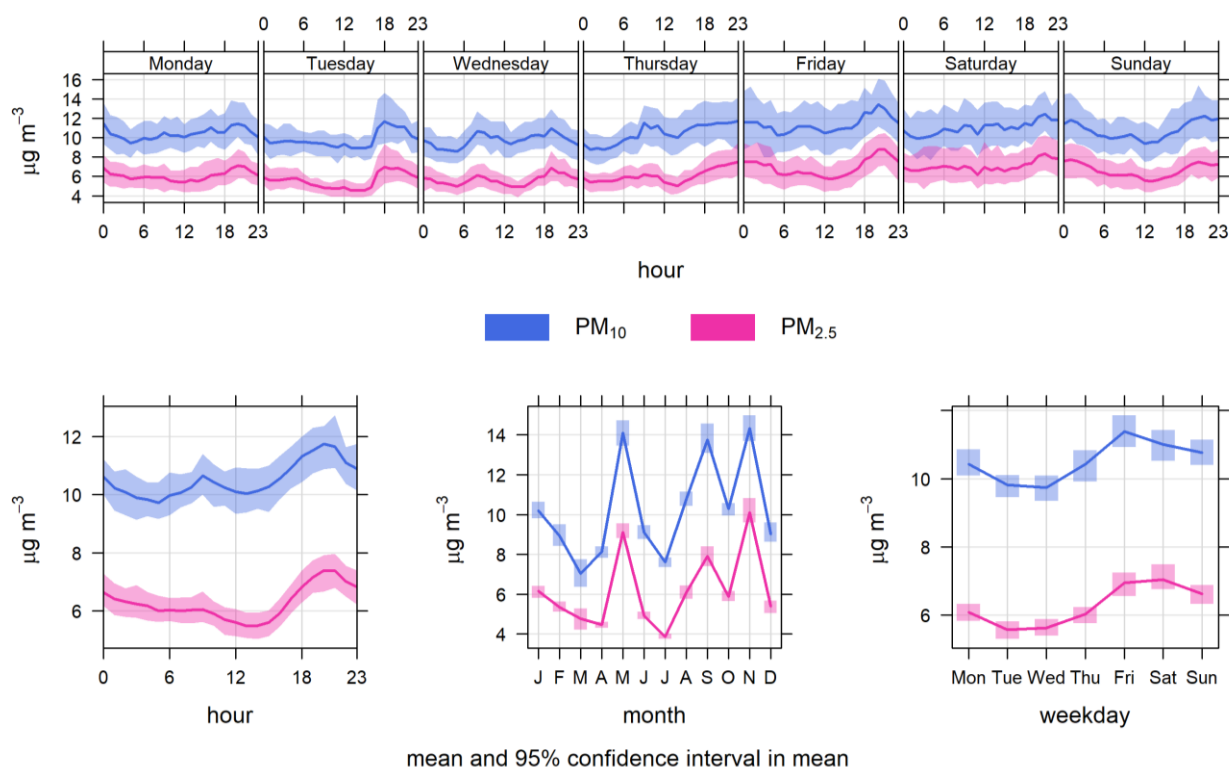 0 6 12 18 23 0 6 12 18 23 0 6 12 18 23
Monday Tuesday Wednesday Thursday Friday Saturday Sunday
16
14
12
10
8
6
4
μg m⁻³
0 6 12 18 23 0 6 12 18 23 0 6 12 18 23 0 6 12 18 23
hour
PM₁₀ PM₂.₅
12
10
8
6
μg m⁻³
0 6 12 18 23
hour
14
12
10
8
6
4
μg m⁻³
J F M A M J J A S O N D
month
10
8
6
μg m⁻³
Mon Tue Wed Thu Fri Sat Sun
weekday
mean and 95% confidence interval in mean